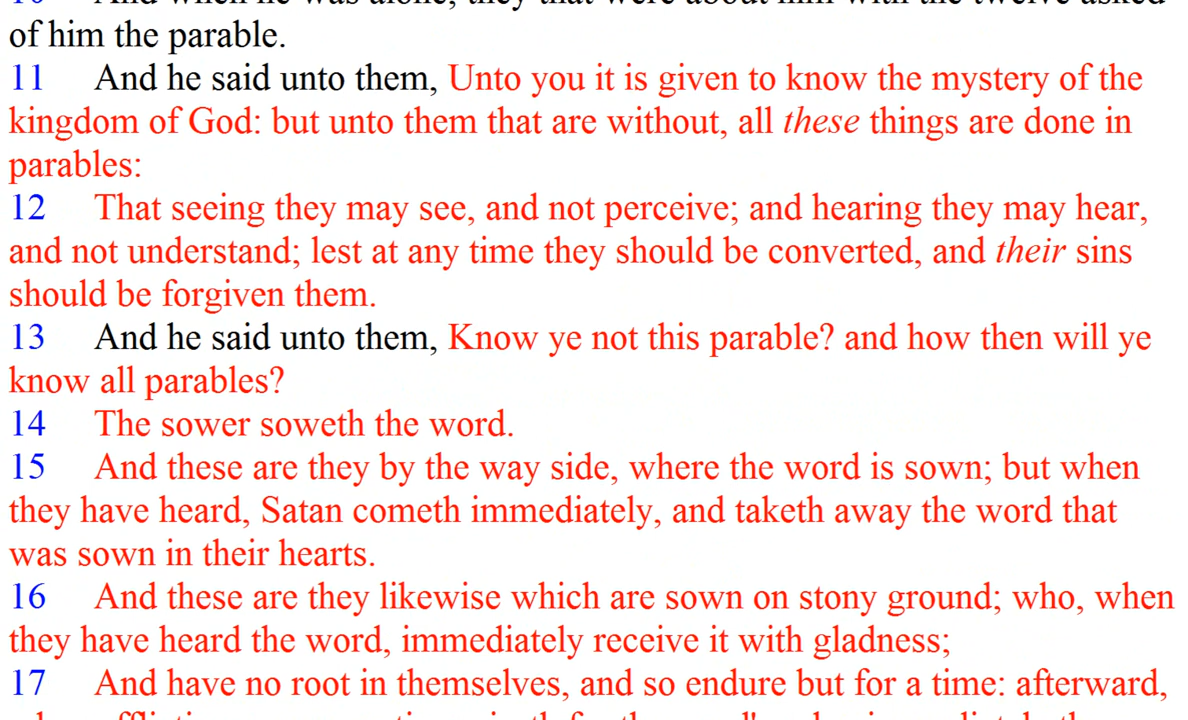 of him the parable.
11 And he said unto them, Unto you it is given to know the mystery of the
kingdom of God: but unto them that are without, all these things are done in
parables:
12 That seeing they may see, and not perceive; and hearing they may hear,
and not understand; lest at any time they should be converted, and their sins
should be forgiven them.
13 And he said unto them, Know ye not this parable? and how then will ye
know all parables?
14 The sower soweth the word.
15 And these are they by the way side, where the word is sown; but when
they have heard, Satan cometh immediately, and taketh away the word that
was sown in their hearts.
16 And these are they likewise which are sown on stony ground; who, when
they have heard the word, immediately receive it with gladness;
17 And have no root in themselves, and so endure but for a time: afterward,